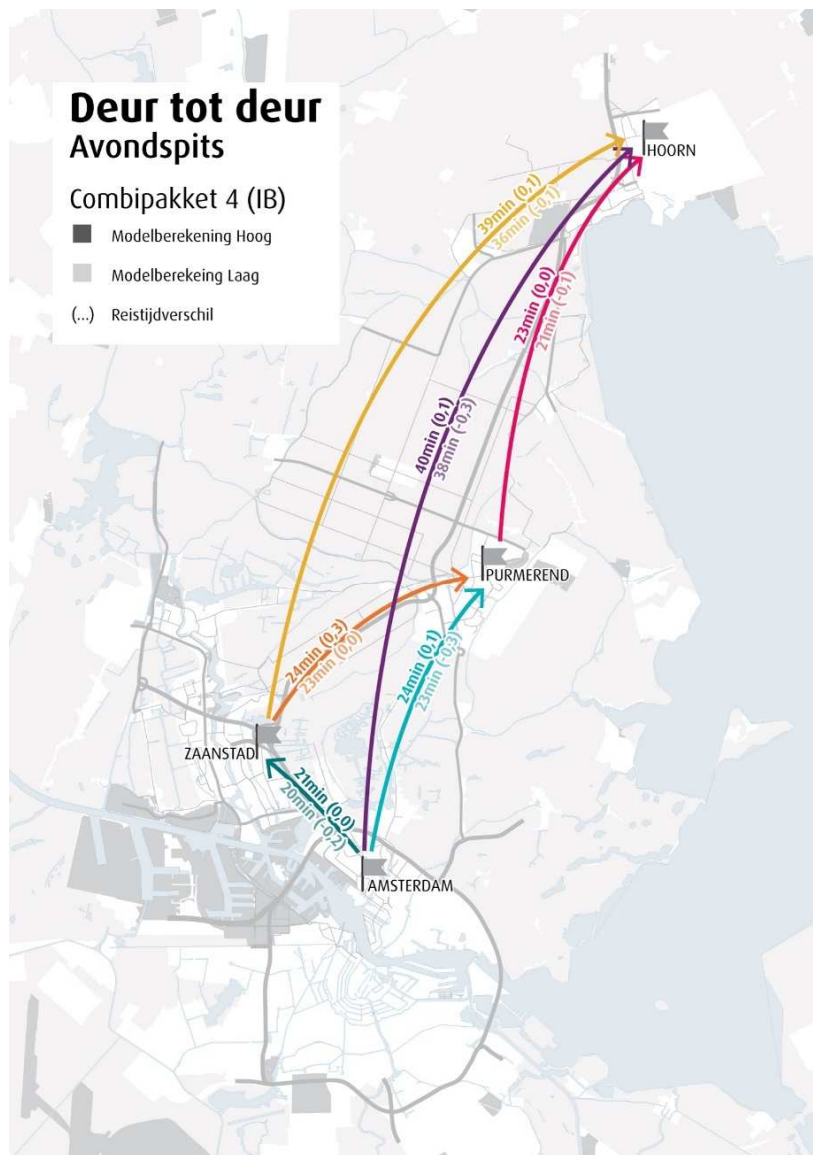 Deur tot deur
Avondspits
Combipakket 4 (IB)
Modelberekening Hoog
Modelberekeing Laag
(...) Reistijdverschil
HOORN
39min (0,1)
36min (-0,1)
23min (0,0)
21min (-0,1)
40min (0,1)
38min (-0,3)
PURMEREND
24min (0,3)
23min (0,0)
24min (0,1)
23min (-0,3)
ZAANSTAD
21min (0,0)
20min (-0,2)
AMSTERDAM